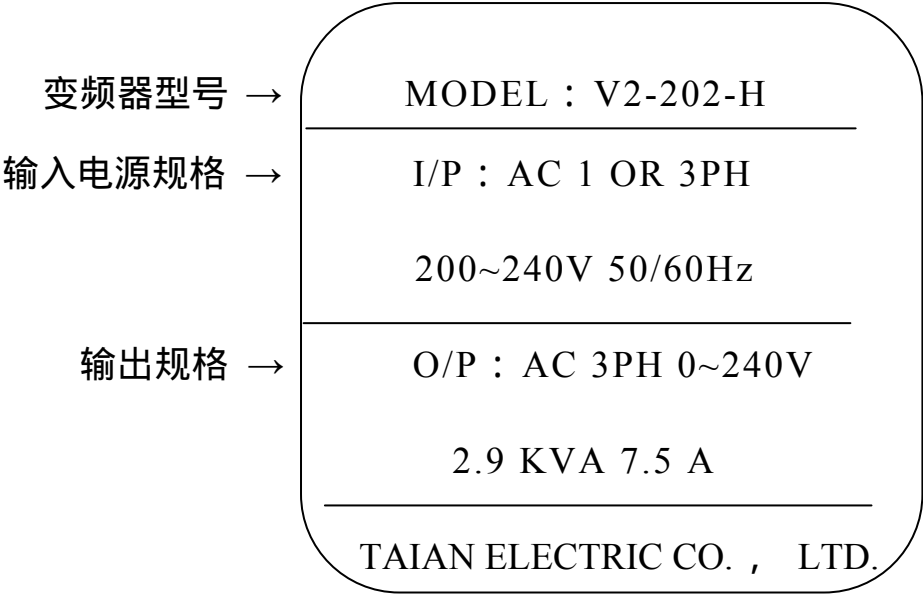 变频器型号 → MODEL：V2-202-H
输入电源规格 → I/P：AC 1 OR 3PH
200~240V 50/60Hz
输出规格 → O/P：AC 3PH 0~240V
2.9 KVA 7.5 A
TAIAN ELECTRIC CO.， LTD.